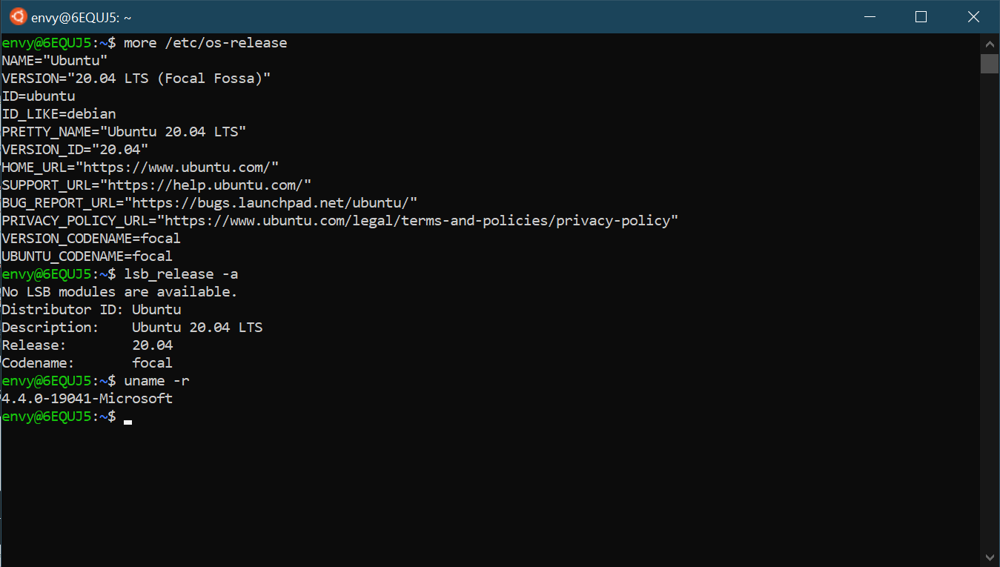 envy@6EQUJ5: ~
envy@6EQUJ5:~$ more /etc/os-release
NAME="Ubuntu"
VERSION="20.04 LTS (Focal Fossa)"
ID=ubuntu
ID_LIKE=debian
PRETTY_NAME="Ubuntu 20.04 LTS"
VERSION_ID="20.04"
HOME_URL="https://www.ubuntu.com/"
SUPPORT_URL="https://help.ubuntu.com/"
BUG_REPORT_URL="https://bugs.launchpad.net/ubuntu/"
PRIVACY_POLICY_URL="https://www.ubuntu.com/legal/terms-and-policies/privacy-policy"
VERSION_CODENAME=focal
UBUNTU_CODENAME=focal
envy@6EQUJ5:~$ lsb_release -a
No LSB modules are available.
Distributor ID: Ubuntu
Description:    Ubuntu 20.04 LTS
Release:        20.04
Codename:       focal
envy@6EQUJ5:~$ uname -r
4.4.0-19041-Microsoft
envy@6EQUJ5:~$